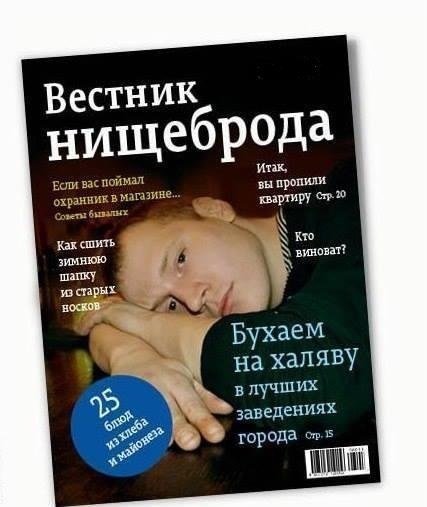 Вестник
нищеброда
Если вас поймал
охранник в магазине...
Советы бывалых
Итак,
вы пропили
квартиру Стр. 20
Как сшить
зимнюю
шапку
из старых
носков
Кто
виноват?
Бухаем
на халяву
в лучших
заведениях
города Стр. 15
25
блюд
из хлеба
и майонеза